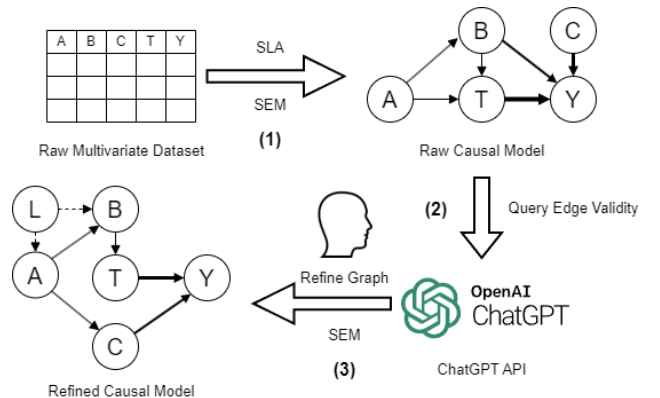 A B C T Y
SLA
SEM
(1)
Raw Multivariate Dataset
B
C
A
T
Y
Raw Causal Model
(2)
Query Edge Validity
OpenAI
ChatGPT
ChatGPT API
Refine Graph
SEM
(3)
L
B
A
T
Y
C
Refined Causal Model